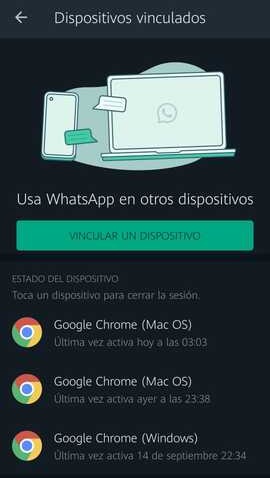 Dispositivos vinculados
Usa WhatsApp en otros dispositivos
VINCULAR UN DISPOSITIVO
ESTADO DEL DISPOSITIVO
Toca un dispositivo para cerrar la sesión.
Google Chrome (Mac OS)
Última vez activa hoy a las 03:03
Google Chrome (Mac OS)
Última vez activa ayer a las 23:38
Google Chrome (Windows)
Última vez activa 14 de septiembre 22:34